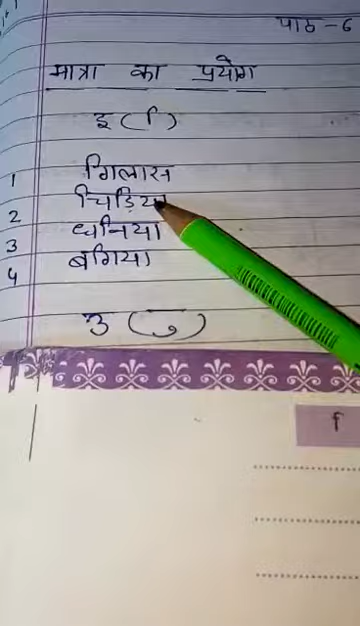 पाठ - 6
मात्रा का प्रयोग
इ ( ि )
1 गिलास
2 चिड़िया
3 धनिया
4 बगिया
उ ( ु )